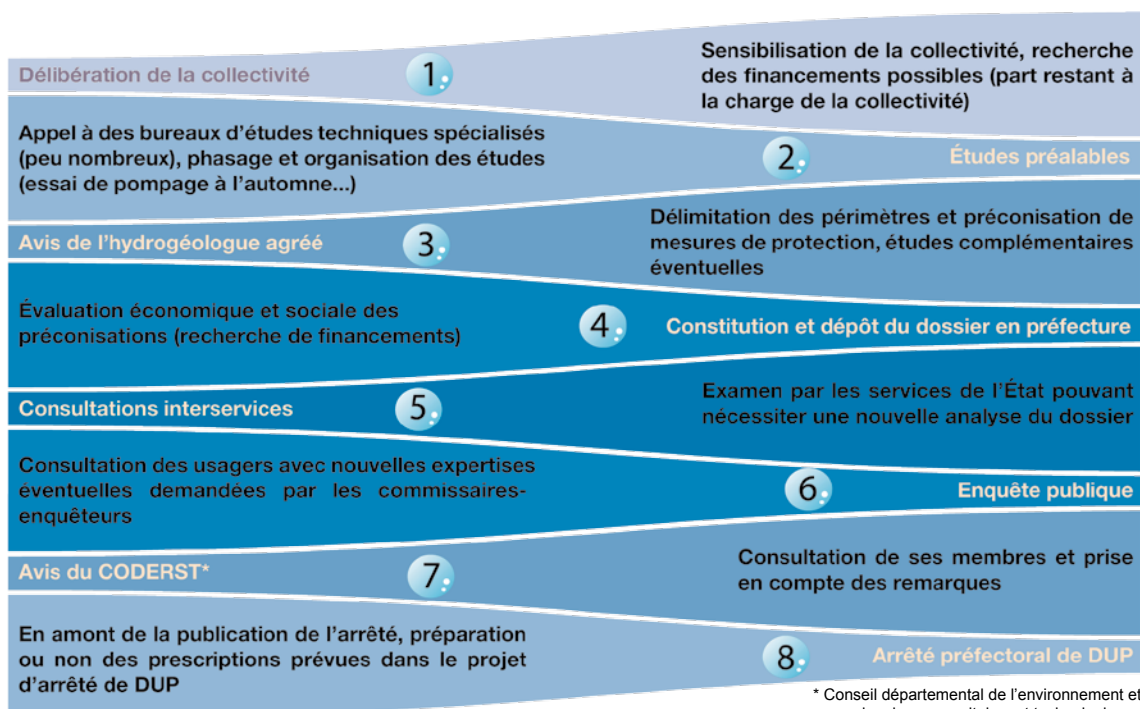 Délibération de la collectivité
1.
Sensibilisation de la collectivité, recherche
des financements possibles (part restant à
la charge de la collectivité)
Appel à des bureaux d'études techniques spécialisés
(peu nombreux), phasage et organisation des études
(essai de pompage à l'automne...)
2.
Études préalables
Avis de l'hydrogéologue agréé
3.
Délimitation des périmètres et préconisation de
mesures de protection, études complémentaires
éventuelles
Évaluation économique et sociale des
préconisations (recherche de financements)
4.
Constitution et dépôt du dossier en préfecture
Consultations interservices
5.
Examen par les services de l'État pouvant
nécessiter une nouvelle analyse du dossier
Consultation des usagers avec nouvelles expertises
éventuelles demandées par les commissaires-
enquêteurs
6.
Enquête publique
Avis du CODERST*
7.
Consultation de ses membres et prise
en compte des remarques
En amont de la publication de l'arrêté, préparation
ou non des prescriptions prévues dans le projet
d'arrêté de DUP
8.
Arrêté préfectoral de DUP
* Conseil départemental de l'environnement et